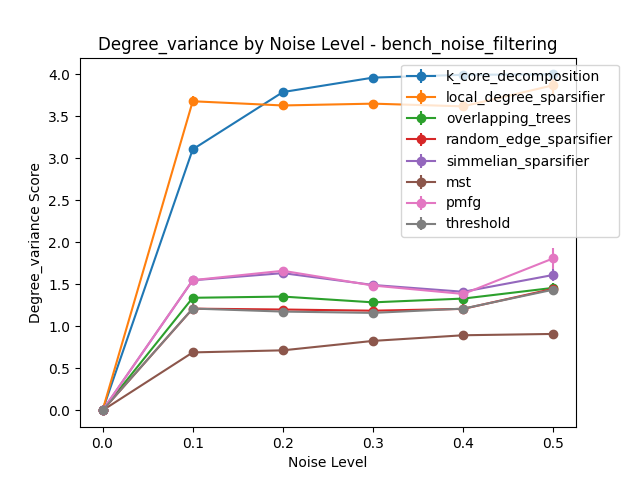 Degree_variance by Noise Level - bench_noise_filtering
4.0
3.5
3.0
2.5
2.0
1.5
1.0
0.5
0.0
Degree_variance Score
k_core_decomposition
local_degree_sparsifier
overlapping_trees
random_edge_sparsifier
simmelian_sparsifier
mst
pmfg
threshold
0.0 0.1 0.2 0.3 0.4 0.5
Noise Level